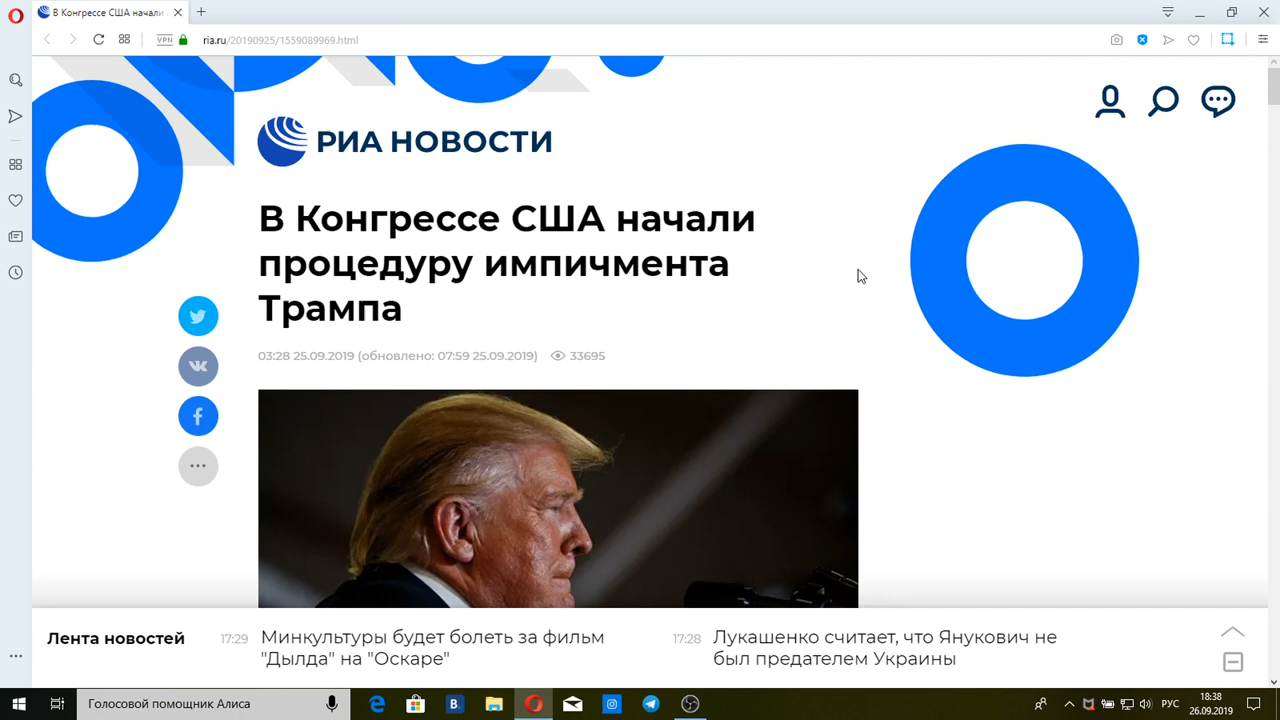 В Конгрессе США начали
VPN
ria.ru/20190925/1559089969.html
РИА НОВОСТИ
В Конгрессе США начали
процедуру импичмента
Трампа
03:28 25.09.2019 (обновлено: 07:59 25.09.2019) 33695
Лента новостей
17:29
Минкультуры будет болеть за фильм
"Дылда" на "Оскаре"
17:28
Лукашенко считает, что Янукович не
был предателем Украины
Голосовой помощник Алиса
B.
РУС
18:38
26.09.2019